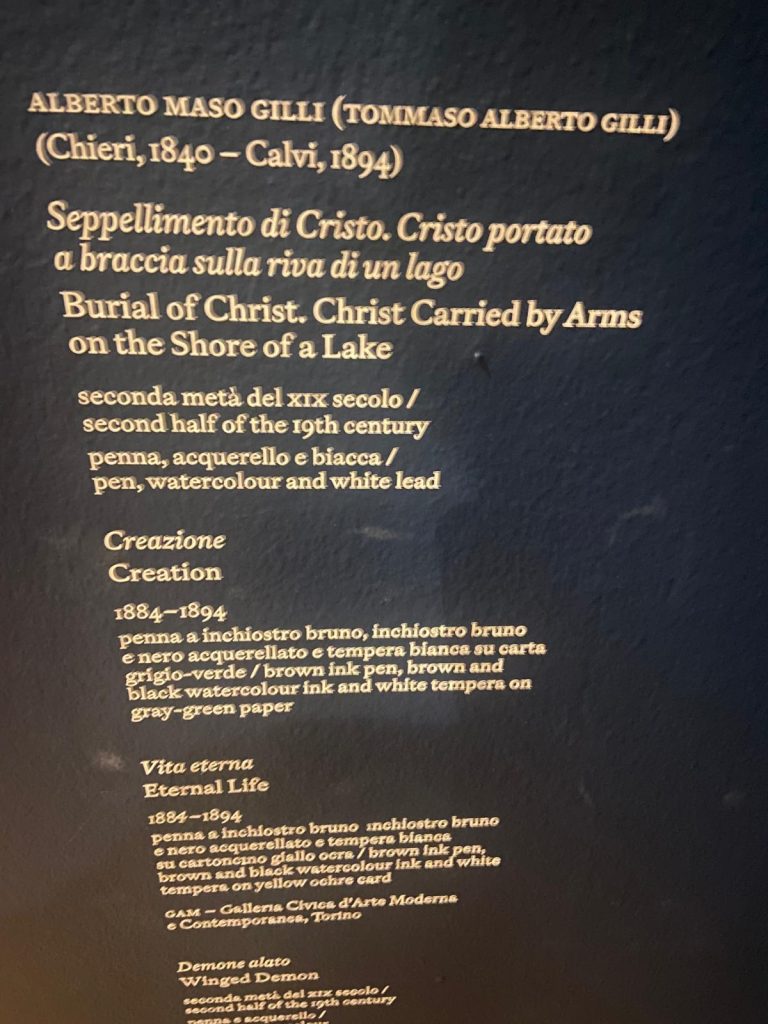 ALBERTO MASO GILLI (TOMMASO ALBERTO GILLI)
(Chieri, 1840 – Calvi, 1894)
Seppellimento di Cristo. Cristo portato
a braccia sulla riva di un lago
Burial of Christ. Christ Carried by Arms
on the Shore of a Lake
seconda metà del XIX secolo /
second half of the 19th century
penna, acquerello e biacca /
pen, watercolour and white lead
Creazione
Creation
1884–1894
penna a inchiostro bruno, inchiostro bruno
e nero acquerellato e tempera bianca su carta
grigio-verde / brown ink pen, brown and
black watercolour ink and white tempera on
gray-green paper
Vita eterna
Eternal Life
1884–1894
penna a inchiostro bruno inchiostro bruno
e nero acquerellato e tempera bianca
su cartoncino giallo ocra / brown ink pen,
brown and black watercolour ink and white
tempera on yellow ochre card
GAM – Galleria Civica d'Arte Moderna
e Contemporanea, Torino
Demone alato
Winged Demon
seconda metà del XIX secolo /
second half of the 19th century
penna e acquerello /